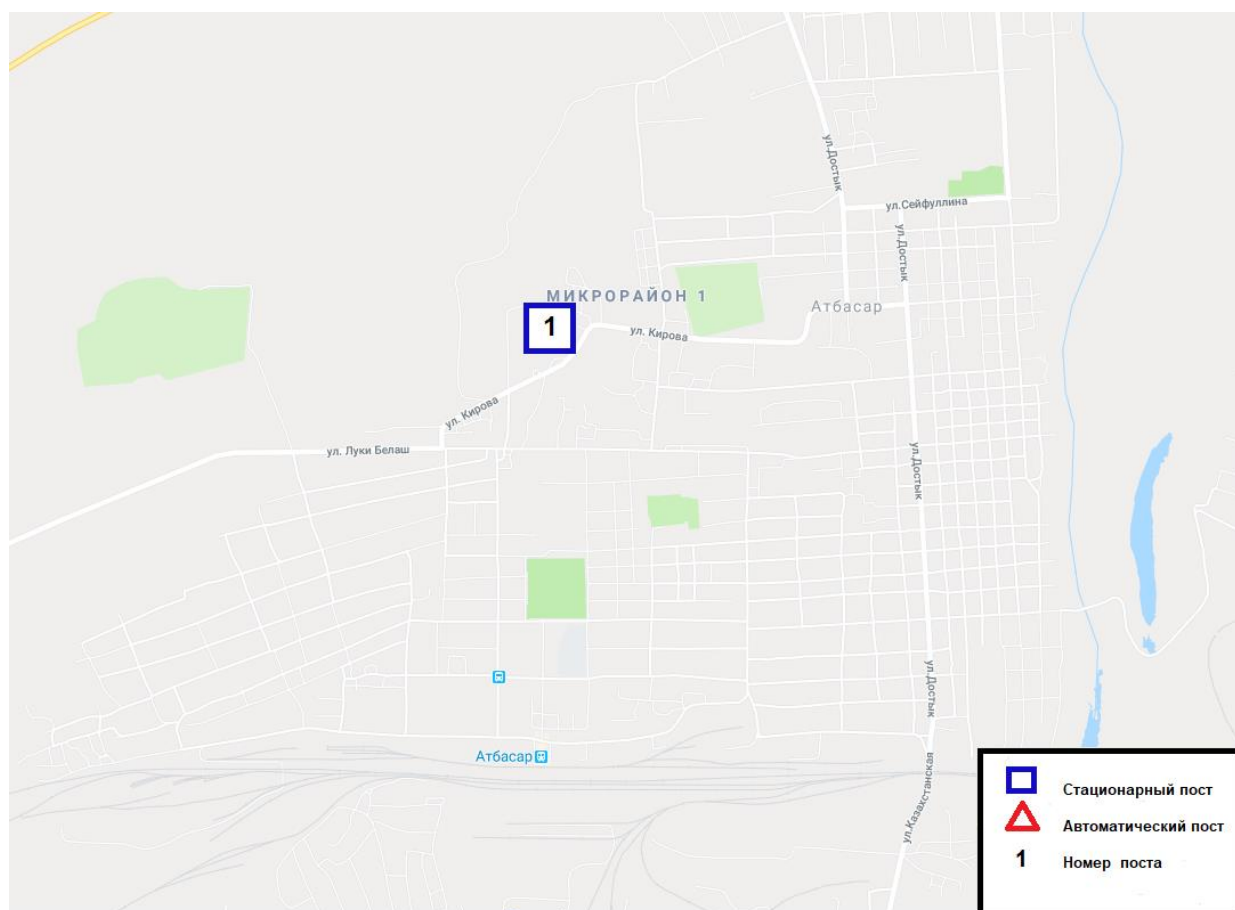 ул.Достык
ул.Сейфуллина
ул.Достык
МИКРОРАЙОН 1
Атбасар
1
ул. Кирова
ул. Кирова
ул. Луки Белаш
ул.Достык
ул.Достык
Атбасар
ул.Казахстанская
Стационарный пост
Автоматический пост
1 Номер поста